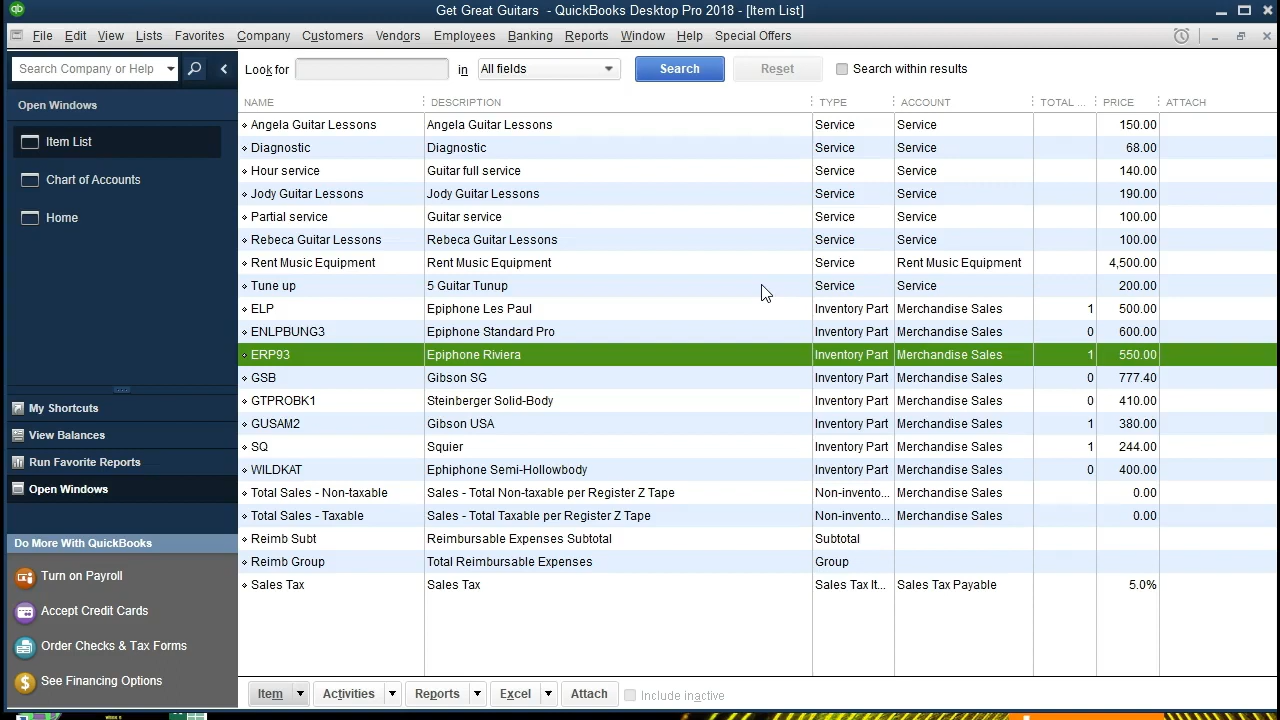 Get Great Guitars - QuickBooks Desktop Pro 2018 - [Item List]
File Edit View Lists Favorites Company Customers Vendors Employees Banking Reports Window Help Special Offers
Search Company or Help
Look for in All fields Search Reset Search within results
Open Windows
Item List
Chart of Accounts
Home
My Shortcuts
View Balances
Run Favorite Reports
Open Windows
Do More With QuickBooks
Turn on Payroll
Accept Credit Cards
Order Checks & Tax Forms
See Financing Options
NAME DESCRIPTION TYPE ACCOUNT TOTAL ... PRICE ATTACH
Angela Guitar Lessons Angela Guitar Lessons Service Service 150.00
Diagnostic Diagnostic Service Service 68.00
Hour service Guitar full service Service Service 140.00
Jody Guitar Lessons Jody Guitar Lessons Service Service 190.00
Partial service Guitar service Service Service 100.00
Rebeca Guitar Lessons Rebeca Guitar Lessons Service Service 100.00
Rent Music Equipment Rent Music Equipment Service Rent Music Equipment 4,500.00
Tune up 5 Guitar Tunup Service Service 200.00
ELP Epiphone Les Paul Inventory Part Merchandise Sales 1 500.00
ENLPBUNG3 Epiphone Standard Pro Inventory Part Merchandise Sales 0 600.00
ERP93 Epiphone Riviera Inventory Part Merchandise Sales 1 550.00
GSB Gibson SG Inventory Part Merchandise Sales 0 777.40
GTPROBK1 Steinberger Solid-Body Inventory Part Merchandise Sales 0 410.00
GUSAM2 Gibson USA Inventory Part Merchandise Sales 1 380.00
SQ Squier Inventory Part Merchandise Sales 1 244.00
WILDKAT Ephiphone Semi-Hollowbody Inventory Part Merchandise Sales 0 400.00
Total Sales - Non-taxable Sales - Total Non-taxable per Register Z Tape Non-invento... Merchandise Sales 0.00
Total Sales - Taxable Sales - Total Taxable per Register Z Tape Non-invento... Merchandise Sales 0.00
Reimb Subt Reimbursable Expenses Subtotal Subtotal
Reimb Group Total Reimbursable Expenses Group
Sales Tax Sales Tax Sales Tax It... Sales Tax Payable 5.0%
Item Activities Reports Excel Attach Include inactive